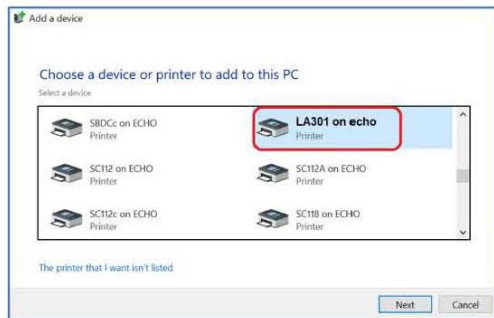 Add a device
Choose a device or printer to add to this PC
Select a device
SBDCc on ECHO
Printer
LA301 on echo
Printer
SC112 on ECHO
Printer
SC112A on ECHO
Printer
SC112c on ECHO
Printer
SC118 on ECHO
Printer
The printer that I want isn't listed
Next
Cancel